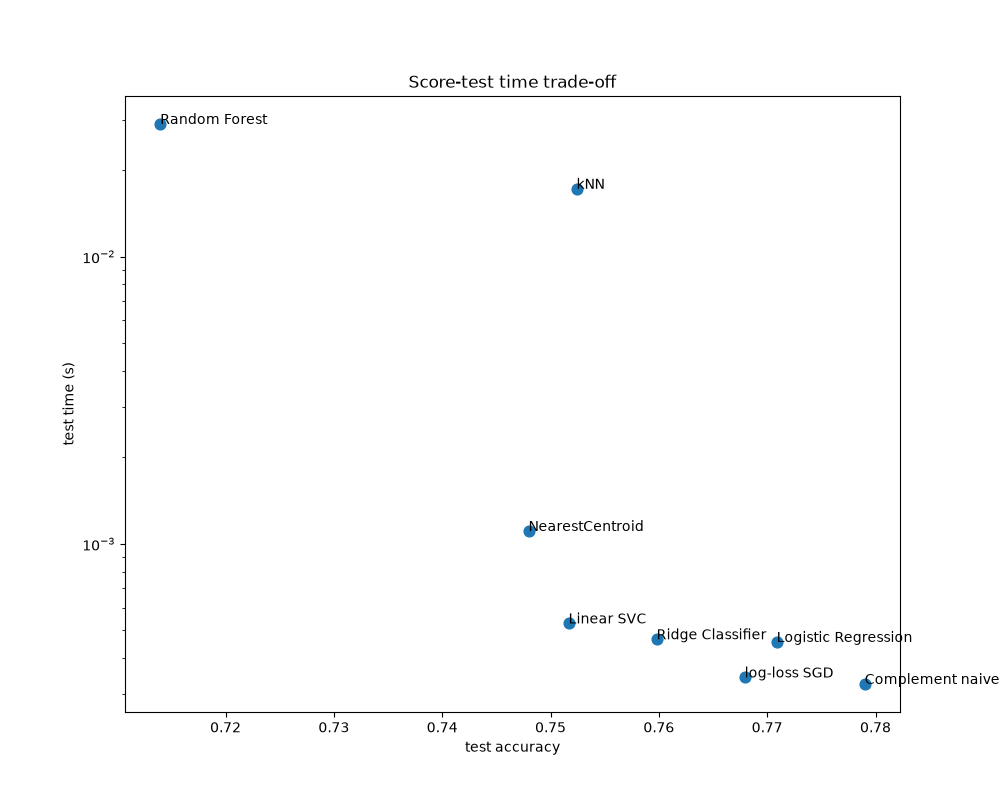 Score-test time trade-off
Random Forest
kNN
10⁻²
test time (s)
NearestCentroid
10⁻³
Linear SVC
Ridge Classifier
Logistic Regression
log-loss SGD
Complement naive
0.72 0.73 0.74 0.75 0.76 0.77 0.78
test accuracy